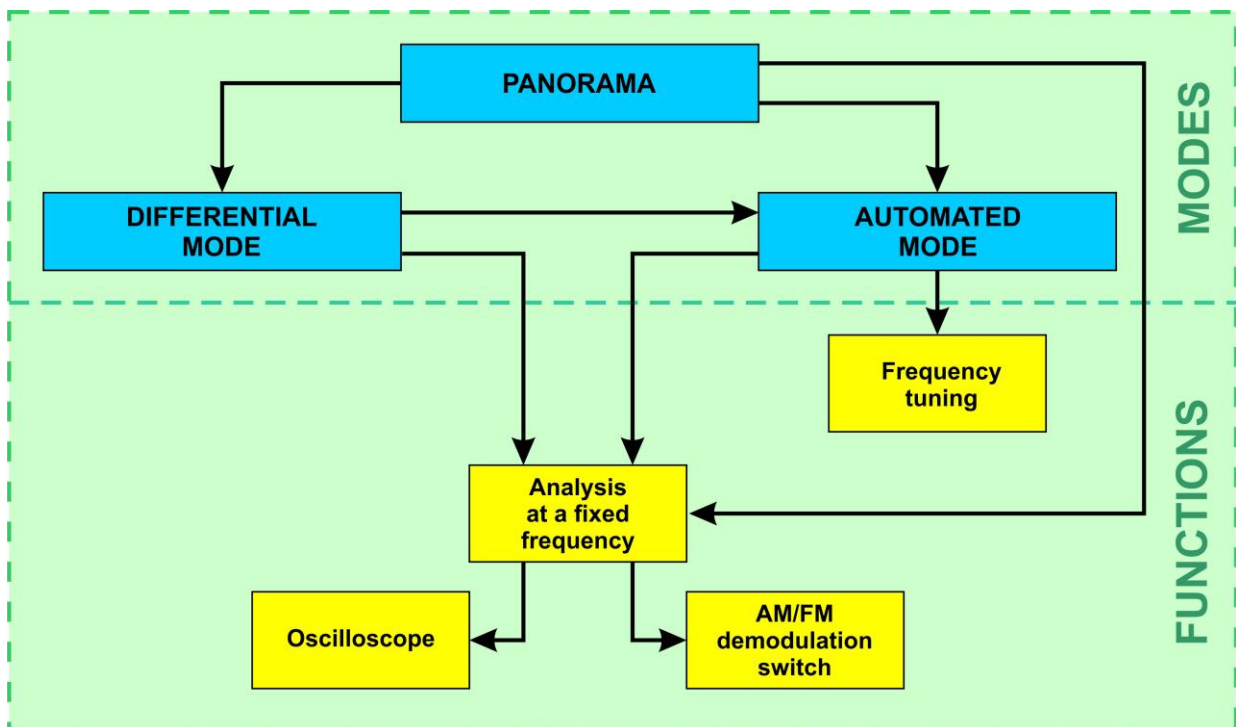 PANORAMA
MODES
DIFFERENTIAL
MODE
AUTOMATED
MODE
Frequency
tuning
FUNCTIONS
Analysis
at a fixed
frequency
Oscilloscope
AM/FM
demodulation
switch